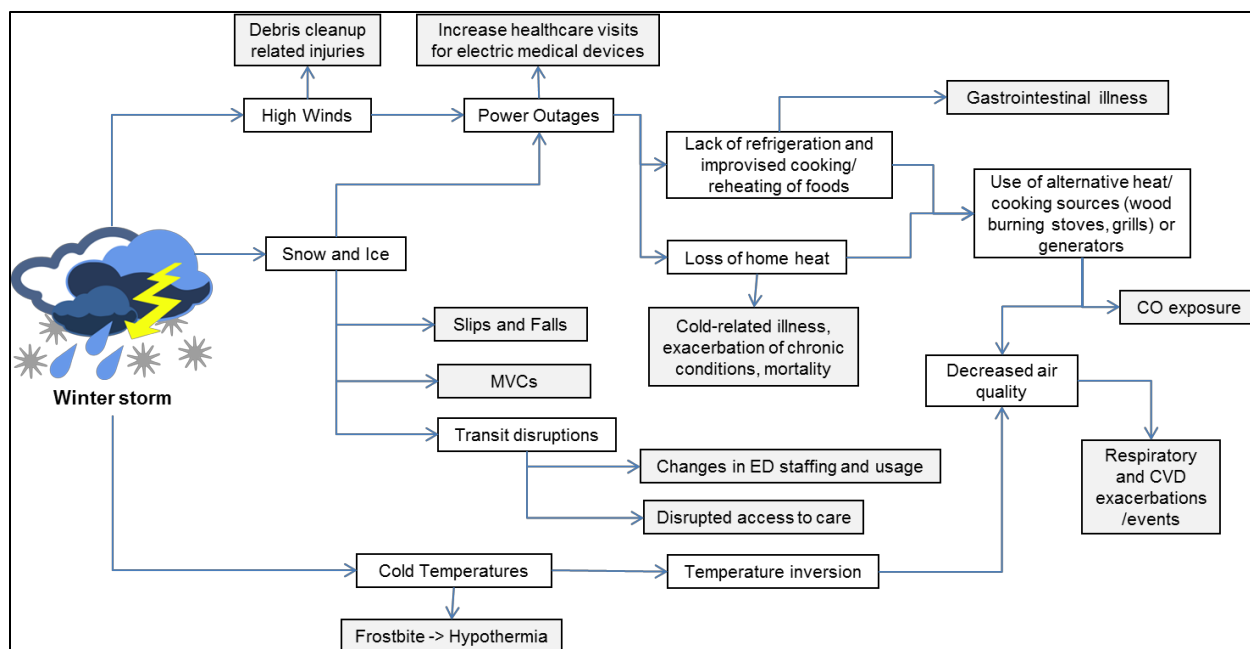 Debris cleanup
related injuries
Increase healthcare visits
for electric medical devices
High Winds
Power Outages
Gastrointestinal illness
Lack of refrigeration and
improvised cooking/
reheating of foods
Use of alternative heat/
cooking sources (wood
burning stoves, grills) or
generators
Snow and Ice
Loss of home heat
CO exposure
Slips and Falls
Cold-related illness,
exacerbation of chronic
conditions, mortality
MVCs
Decreased air
quality
Winter storm
Transit disruptions
Changes in ED staffing and usage
Respiratory
and CVD
exacerbations
/events
Disrupted access to care
Cold Temperatures
Temperature inversion
Frostbite -> Hypothermia